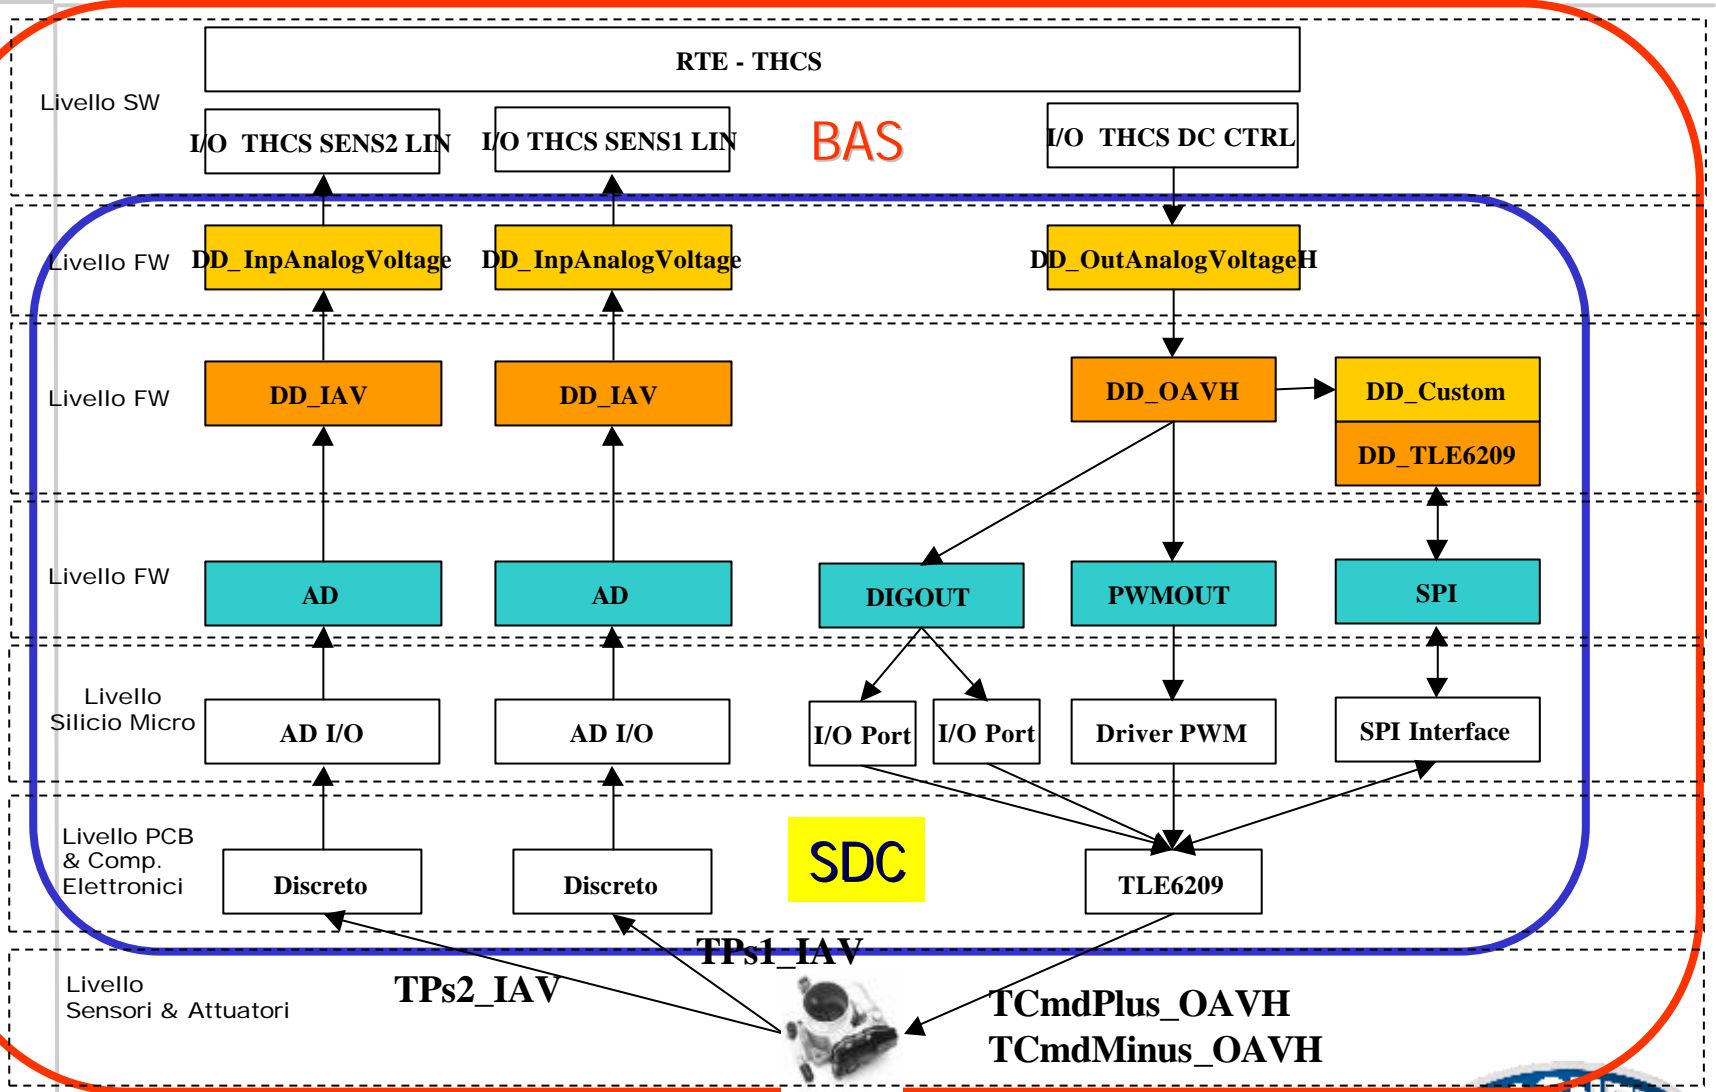 RTE - THCS
Livello SW
I/O THCS SENS2 LIN
I/O THCS SENS1 LIN
BAS
I/O THCS DC CTRL
Livello FW
DD_InpAnalogVoltage
DD_InpAnalogVoltage
DD_OutAnalogVoltageH
Livello FW
DD_IAV
DD_IAV
DD_OAVH
DD_Custom
DD_TLE6209
Livello FW
AD
AD
DIGOUT
PWMOUT
SPI
Livello
Silicio Micro
AD I/O
AD I/O
I/O Port
I/O Port
Driver PWM
SPI Interface
Livello PCB
& Comp.
Elettronici
Discreto
Discreto
SDC
TLE6209
Livello
Sensori & Attuatori
TPs2_IAV
TPs1_IAV
TCmdPlus_OAVH
TCmdMinus_OAVH